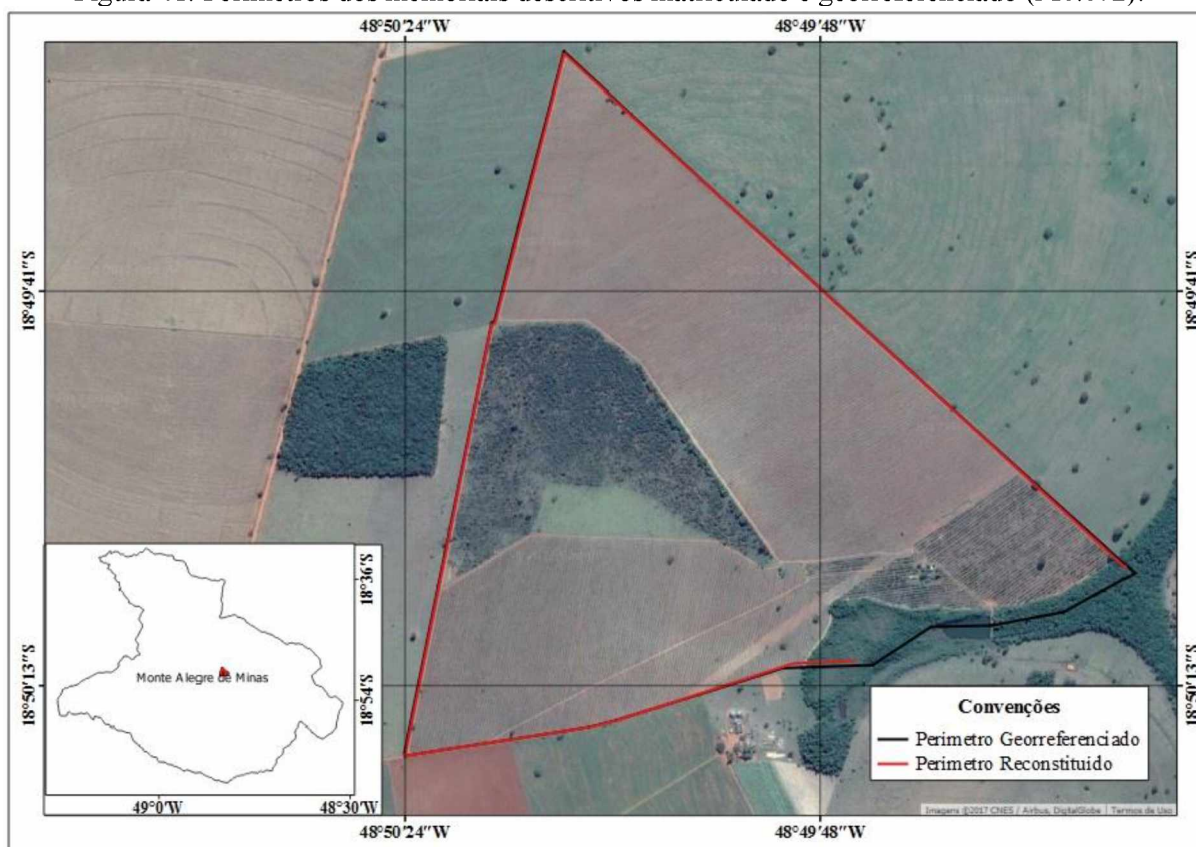 48°50'24"W 48°49'48"W
18°49'41"S 18°49'41"S
18°36'S
18°54'S
18°50'13"S 18°50'13"S
Monte Alegre de Minas
49°0'W 48°30'W
Convenções
Perimetro Georreferenciado
Perimetro Reconstituido
Imagens ©2017 CNES / Airbus, DigitalGlobe | Termos de Uso
48°50'24"W 48°49'48"W